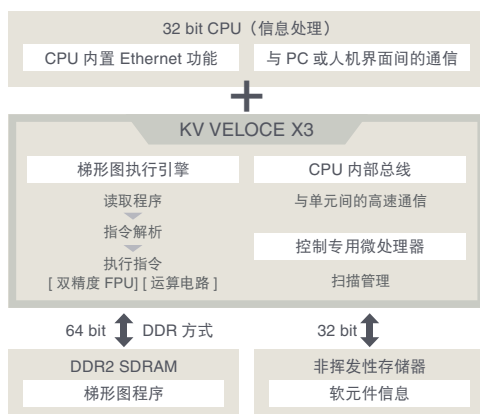 32 bit CPU（信息处理）
CPU 内置 Ethernet 功能
与 PC 或人机界面间的通信
KV VELOCE X3
梯形图执行引擎
读取程序
指令解析
执行指令
[ 双精度 FPU] [ 运算电路 ]
CPU 内部总线
与单元间的高速通信
控制专用微处理器
扫描管理
64 bit DDR 方式
32 bit
DDR2 SDRAM
梯形图程序
非挥发性存储器
软元件信息